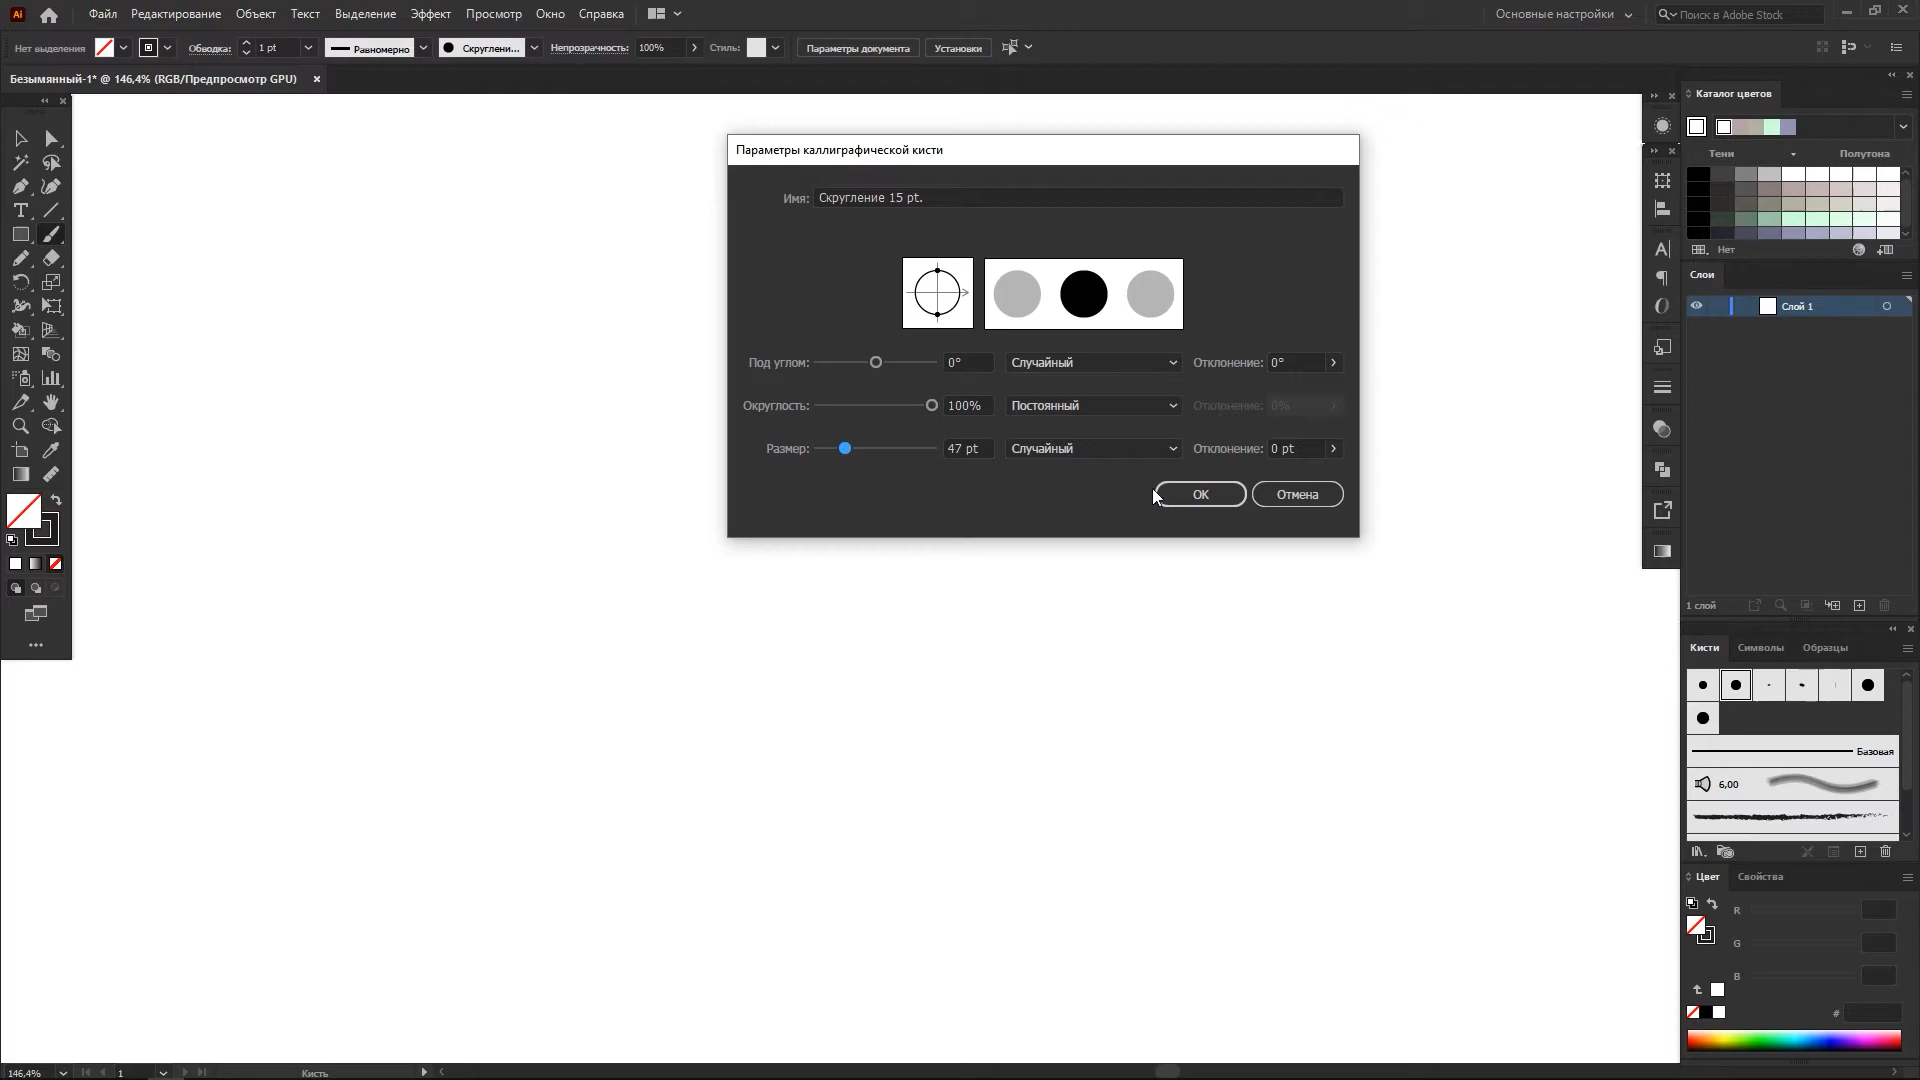 Ai
Файл Редактирование Объект Текст Выделение Эффект Просмотр Окно Справка
Основные настройки
Поиск в Adobe Stock
Нет выделения
Обводка: 1 pt
Равномерно
Скруглени...
Непрозрачность: 100%
Стиль:
Параметры документа
Установки
Безымянный-1* @ 146,4% (RGB/Предпросмотр GPU)
Параметры каллиграфической кисти
Имя: Скругление 15 pt.
Под углом: 0° Случайный Отклонение: 0°
Округлость: 100% Постоянный Отклонение: 0%
Размер: 47 pt Случайный Отклонение: 0 pt
OK Отмена
Каталог цветов
Тени Полутона
Нет
Слои
Слой 1
1 слой
Кисти Символы Образцы
Базовая
6,00
Цвет Свойства
R
G
B
#
146,4%
1
Кисть